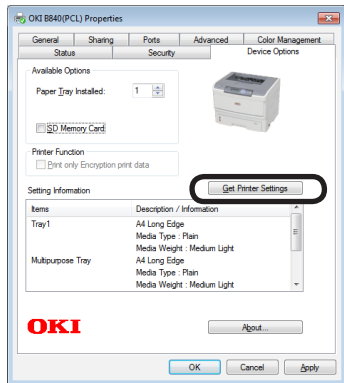 OKI B840(PCL) Properties
General Sharing Ports Advanced Color Management
Status Security Device Options
Available Options
Paper Tray Installed: 1
SD Memory Card:
Printer Function
Print only Encryption print data
Get Printer Settings
Setting Information
Items Description / Information
Tray1 A4 Long Edge
Media Type : Plain
Media Weight : Medium Light
Multipurpose Tray A4 Long Edge
Media Type : Plain
Media Weight : Medium Light
OKI About...
OK Cancel Apply